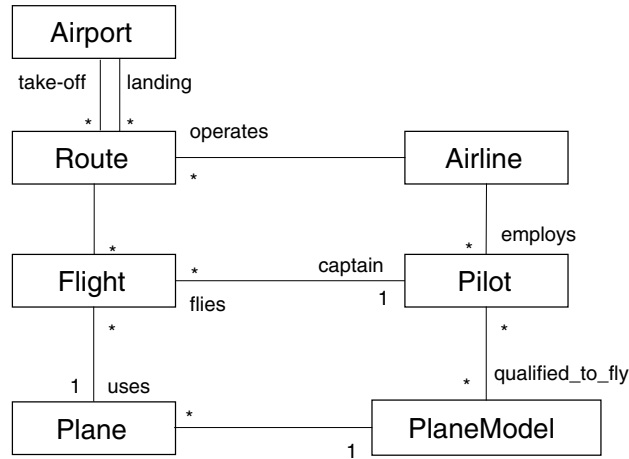 Airport
take-off landing
* *
operates
Route Airline
*
employs
* *
* captain
Flight Pilot
flies 1
* *
qualified_to_fly
1 uses *
*
Plane PlaneModel
1